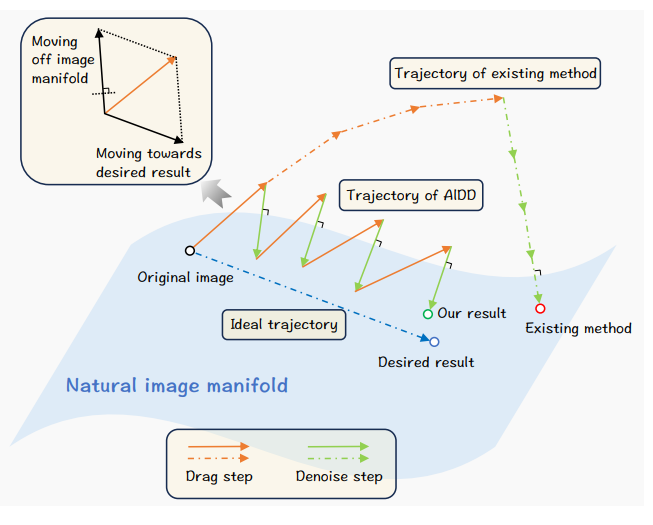 Moving
off image
manifold
Moving towards
desired result
Trajectory of existing method
Trajectory of AIDD
Original image
Ideal trajectory
Our result
Existing method
Desired result
Natural image manifold
Drag step
Denoise step